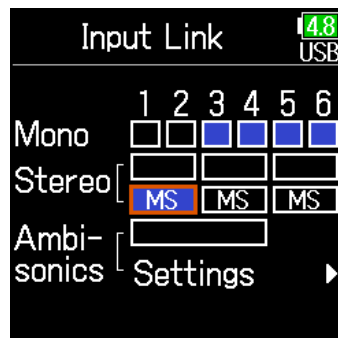 Input Link
4.8
USB
1 2 3 4 5 6
Mono
Stereo
MS MS MS
Ambi-
sonics
Settings